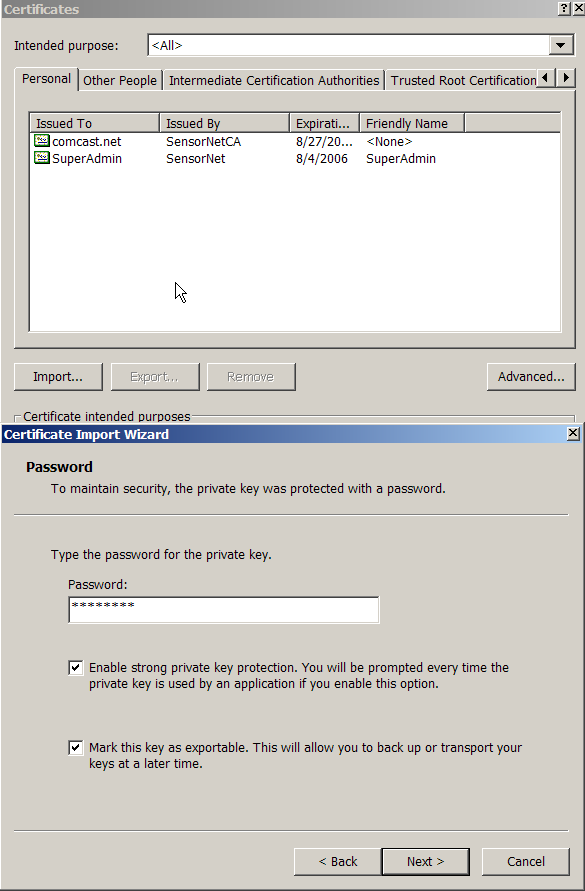 Certificates
Intended purpose: <All>
Personal Other People Intermediate Certification Authorities Trusted Root Certification
Issued To Issued By Expirati... Friendly Name
comcast.net SensorNetCA 8/27/20... <None>
SuperAdmin SensorNet 8/4/2006 SuperAdmin
Import... Export... Remove Advanced...
Certificate intended purposes
Certificate Import Wizard
Password
To maintain security, the private key was protected with a password.
Type the password for the private key.
Password:
********
Enable strong private key protection. You will be prompted every time the
private key is used by an application if you enable this option.
Mark this key as exportable. This will allow you to back up or transport your
keys at a later time.
< Back Next > Cancel